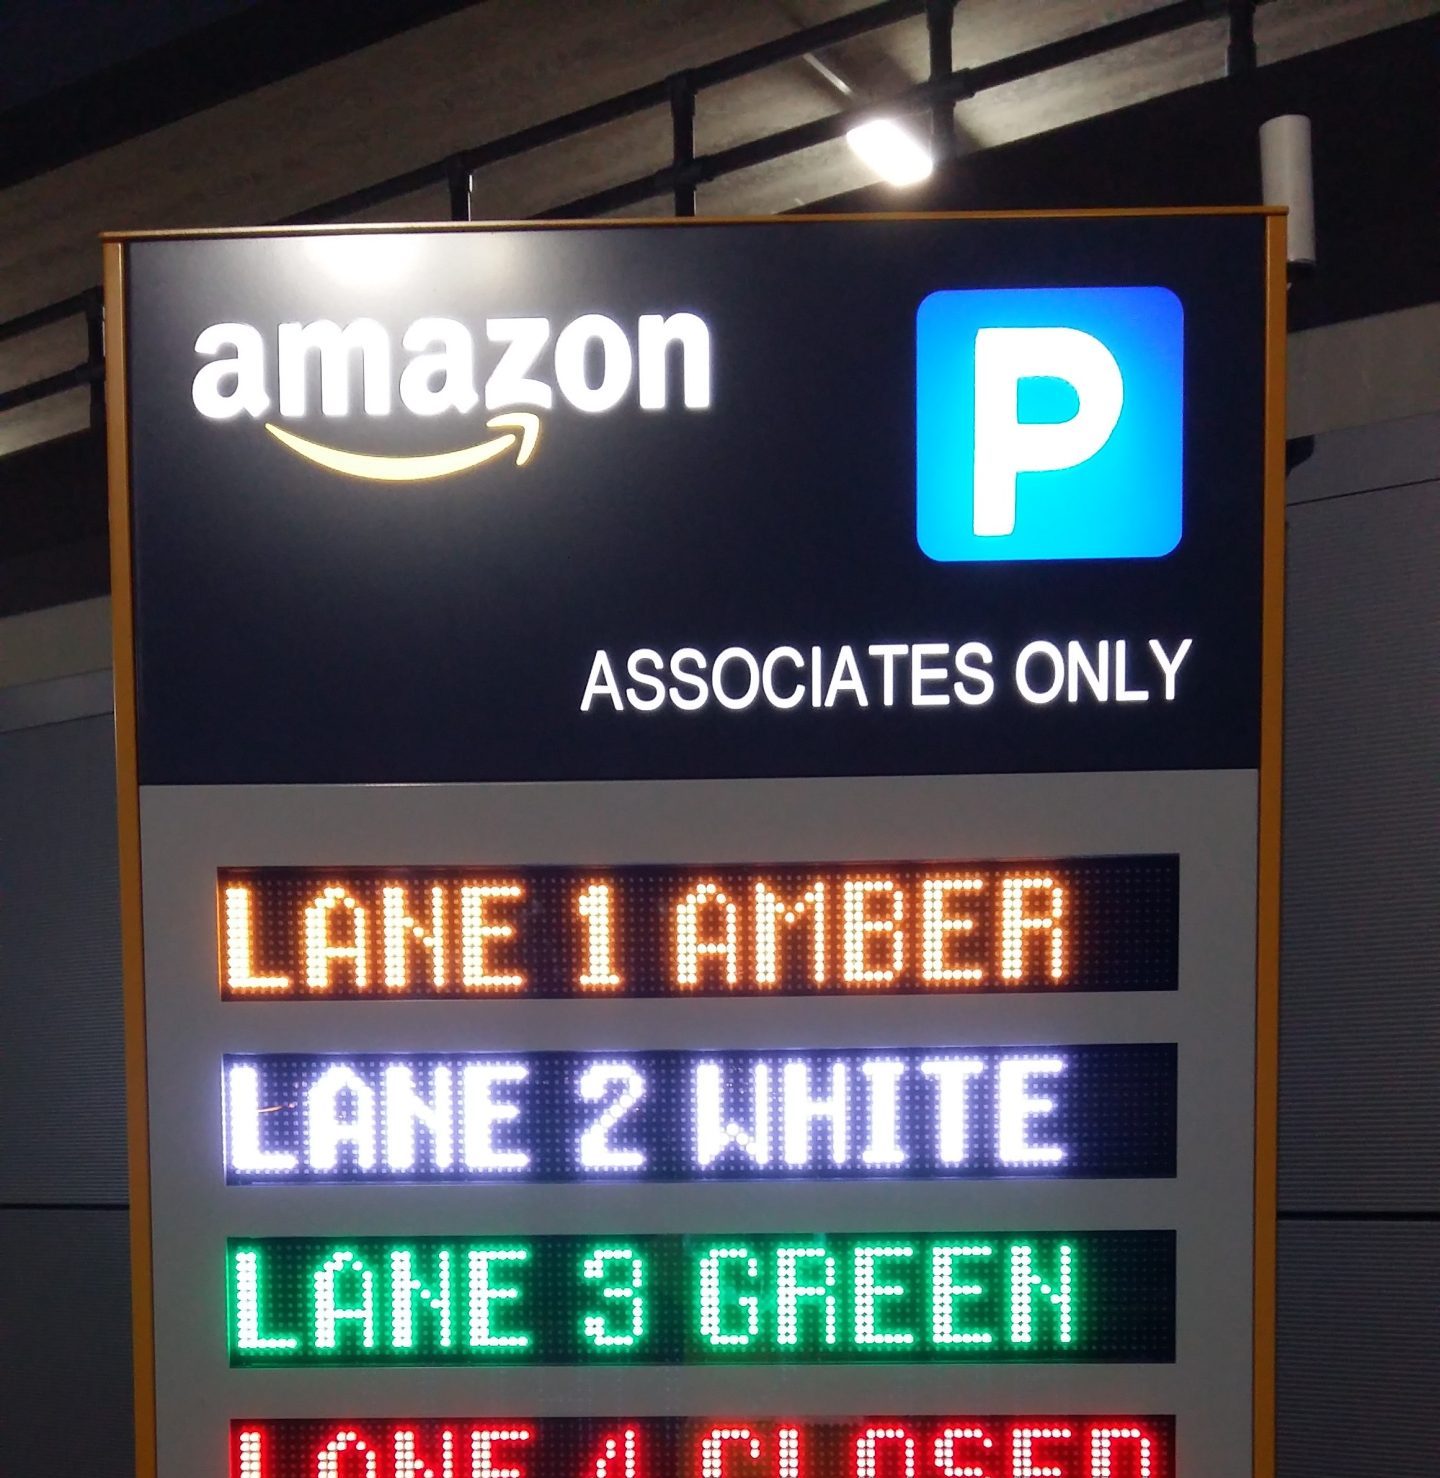 amazon
P
ASSOCIATES ONLY
LANE 1 AMBER
LANE 2 WHITE
LANE 3 GREEN
LANE 4 CLOSED